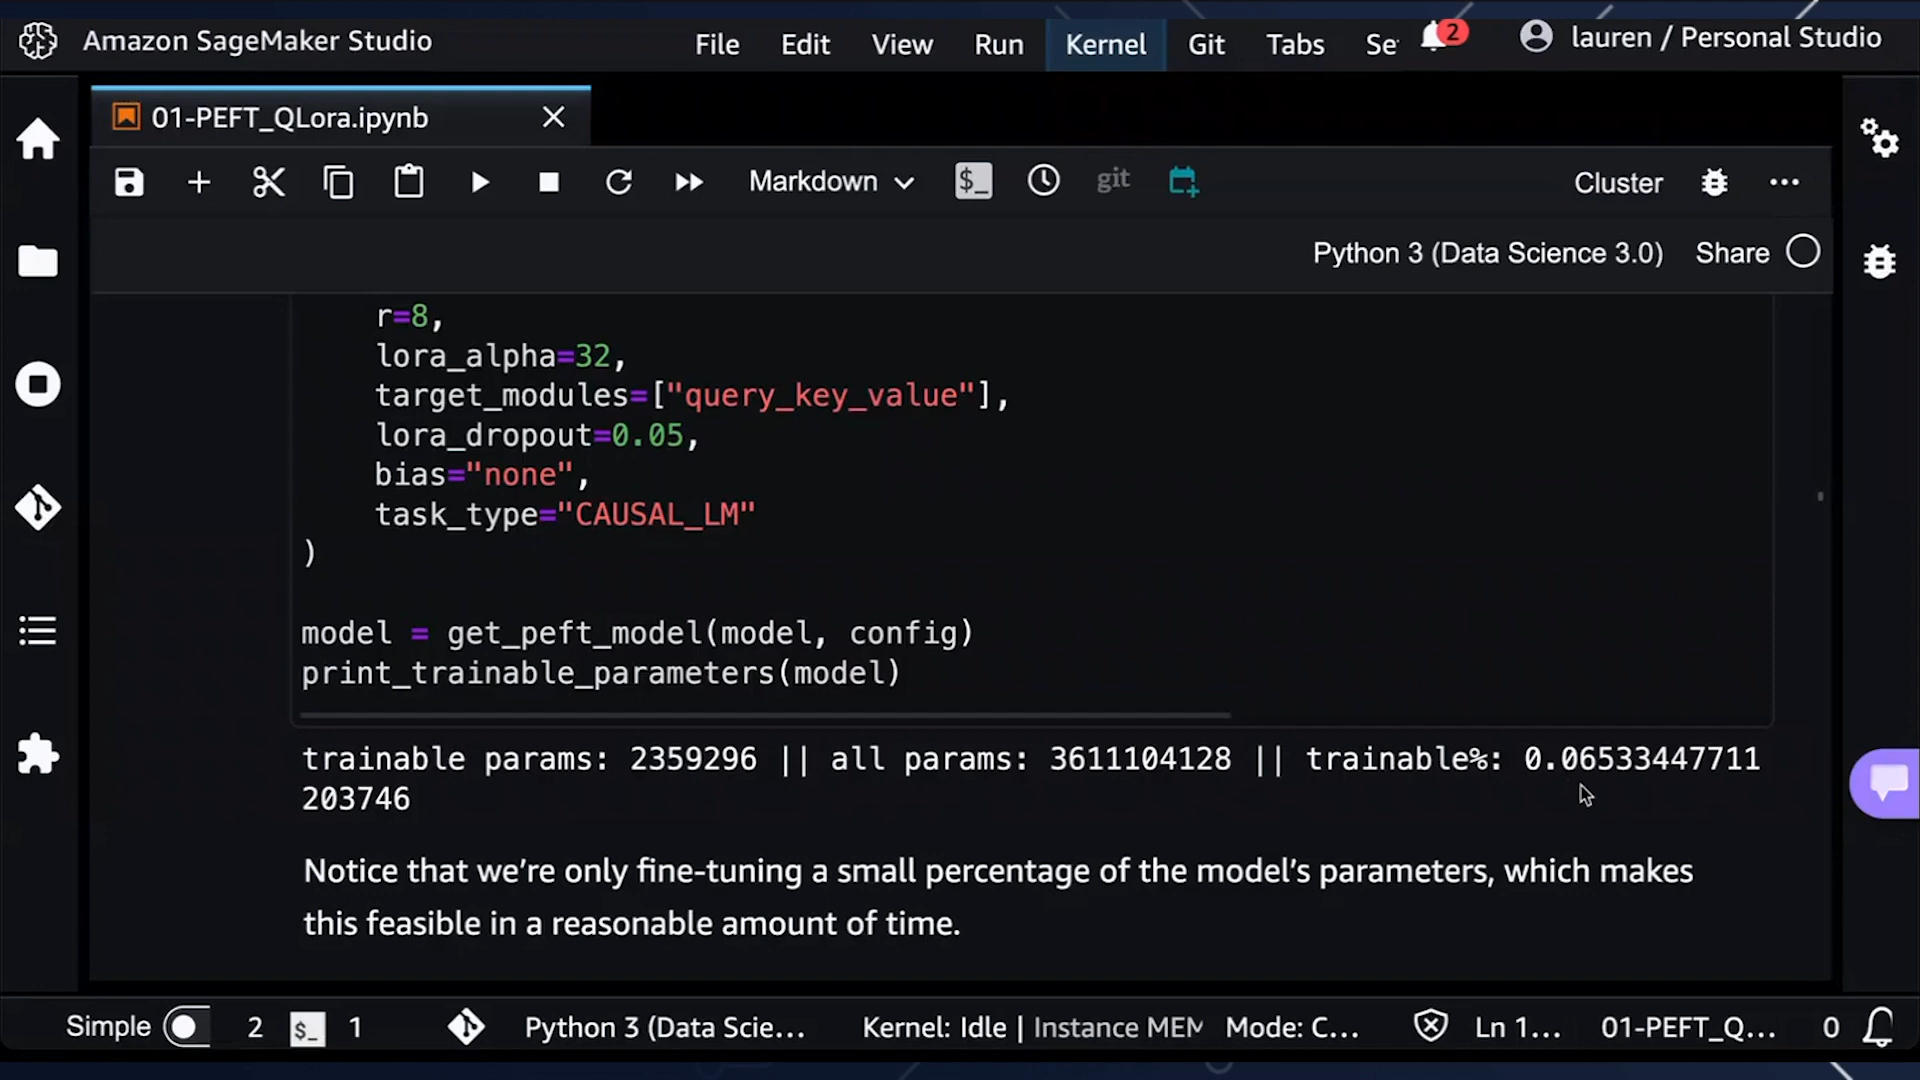 Amazon SageMaker Studio
File Edit View Run Kernel Git Tabs Se 2 lauren / Personal Studio
01-PEFT_QLora.ipynb
Markdown $_ git Cluster
Python 3 (Data Science 3.0) Share
r=8,
lora_alpha=32,
target_modules=["query_key_value"],
lora_dropout=0.05,
bias="none",
task_type="CAUSAL_LM"
)
model = get_peft_model(model, config)
print_trainable_parameters(model)
trainable params: 2359296 || all params: 3611104128 || trainable%: 0.06533447711
203746
Notice that we’re only fine-tuning a small percentage of the model’s parameters, which makes
this feasible in a reasonable amount of time.
Simple 2 $_ 1 Python 3 (Data Scie... Kernel: Idle | Instance MEM Mode: C... Ln 1... 01-PEFT_Q... 0